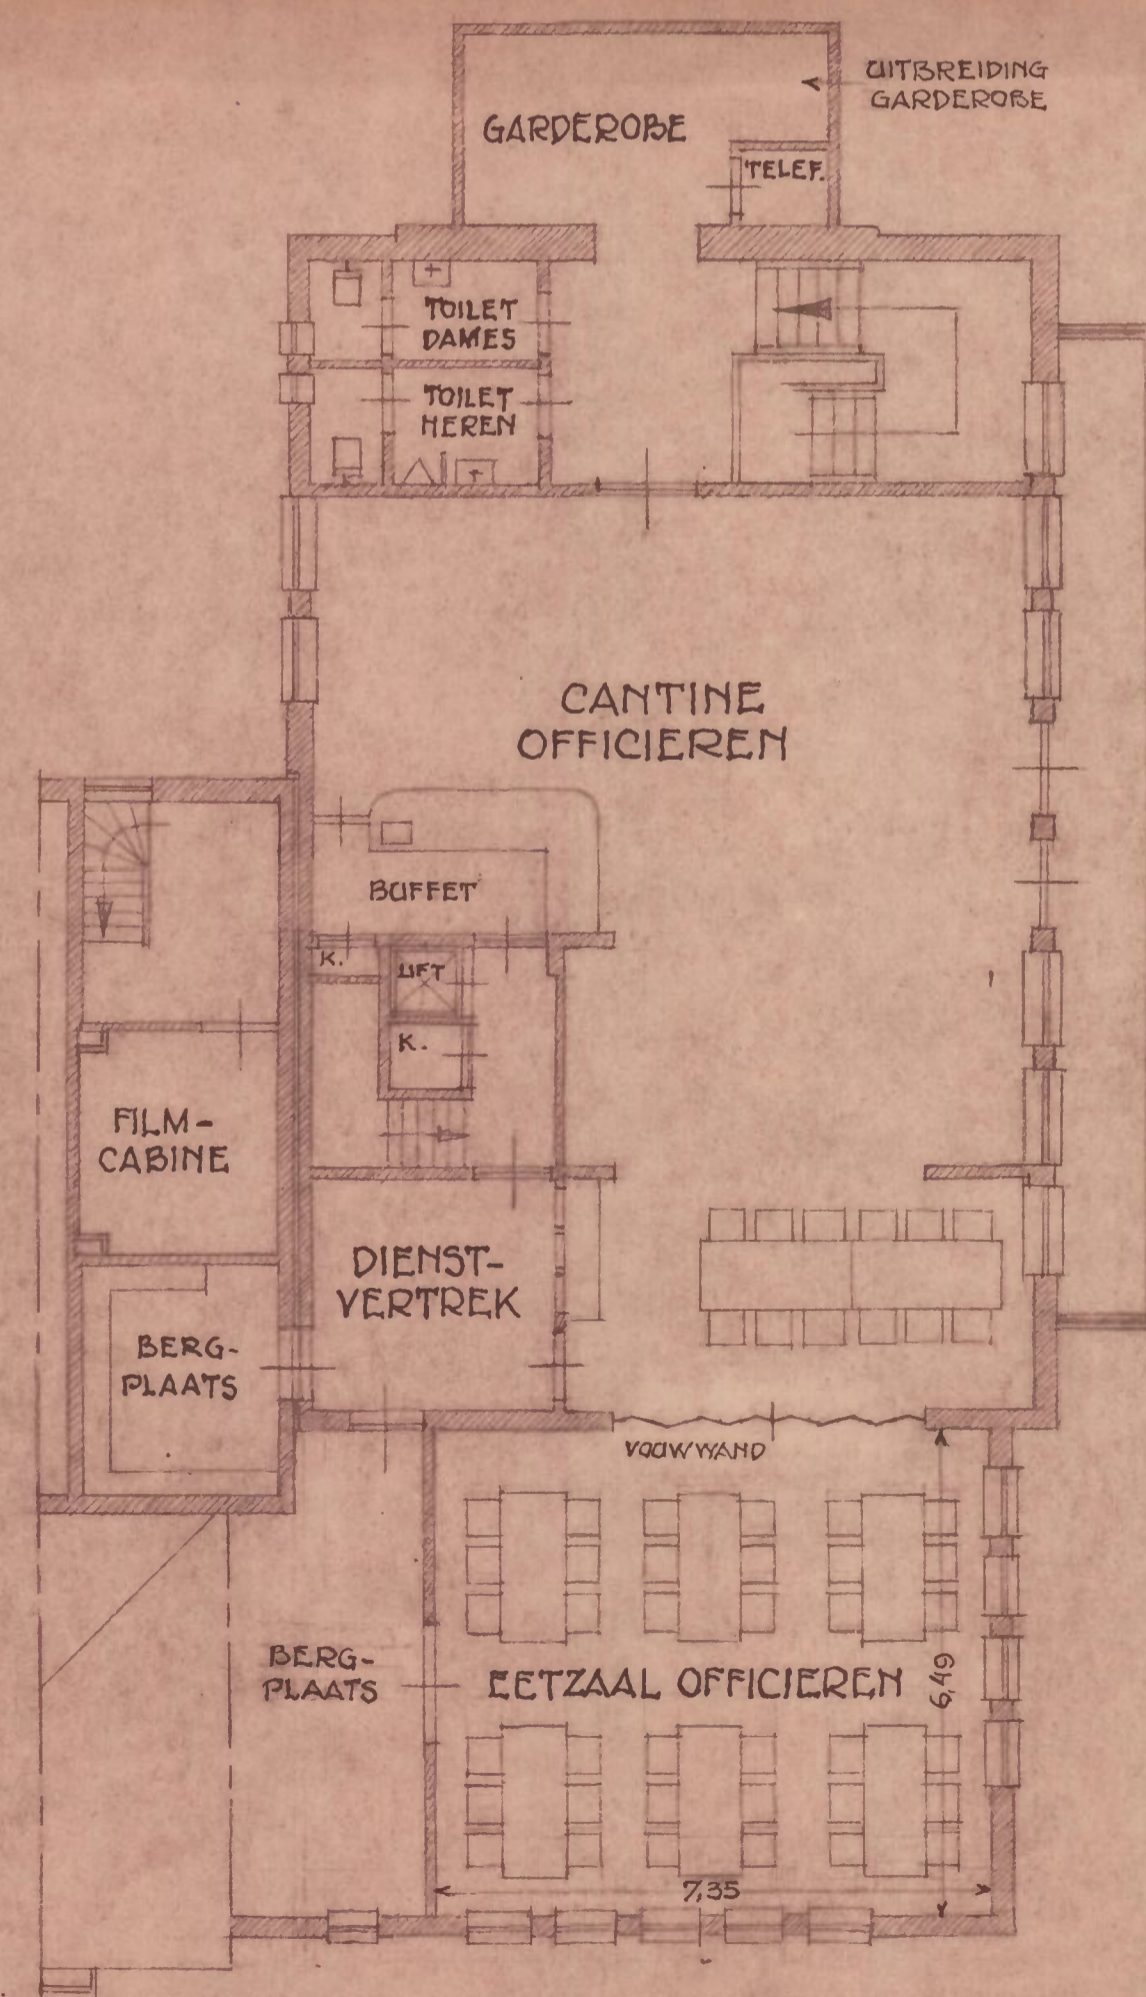 UITBREIDING
GARDEROBE
GARDEROBE
TELEF.
TOILET
DAMES
TOILET
HEREN
CANTINE
OFFICIEREN
BUFFET
K.
LIFT
K.
FILM-
CABINE
DIENST-
VERTREK
BERG-
PLAATS
VOUWWAND
BERG-
PLAATS
EETZAAL OFFICIEREN
6,49
7,35